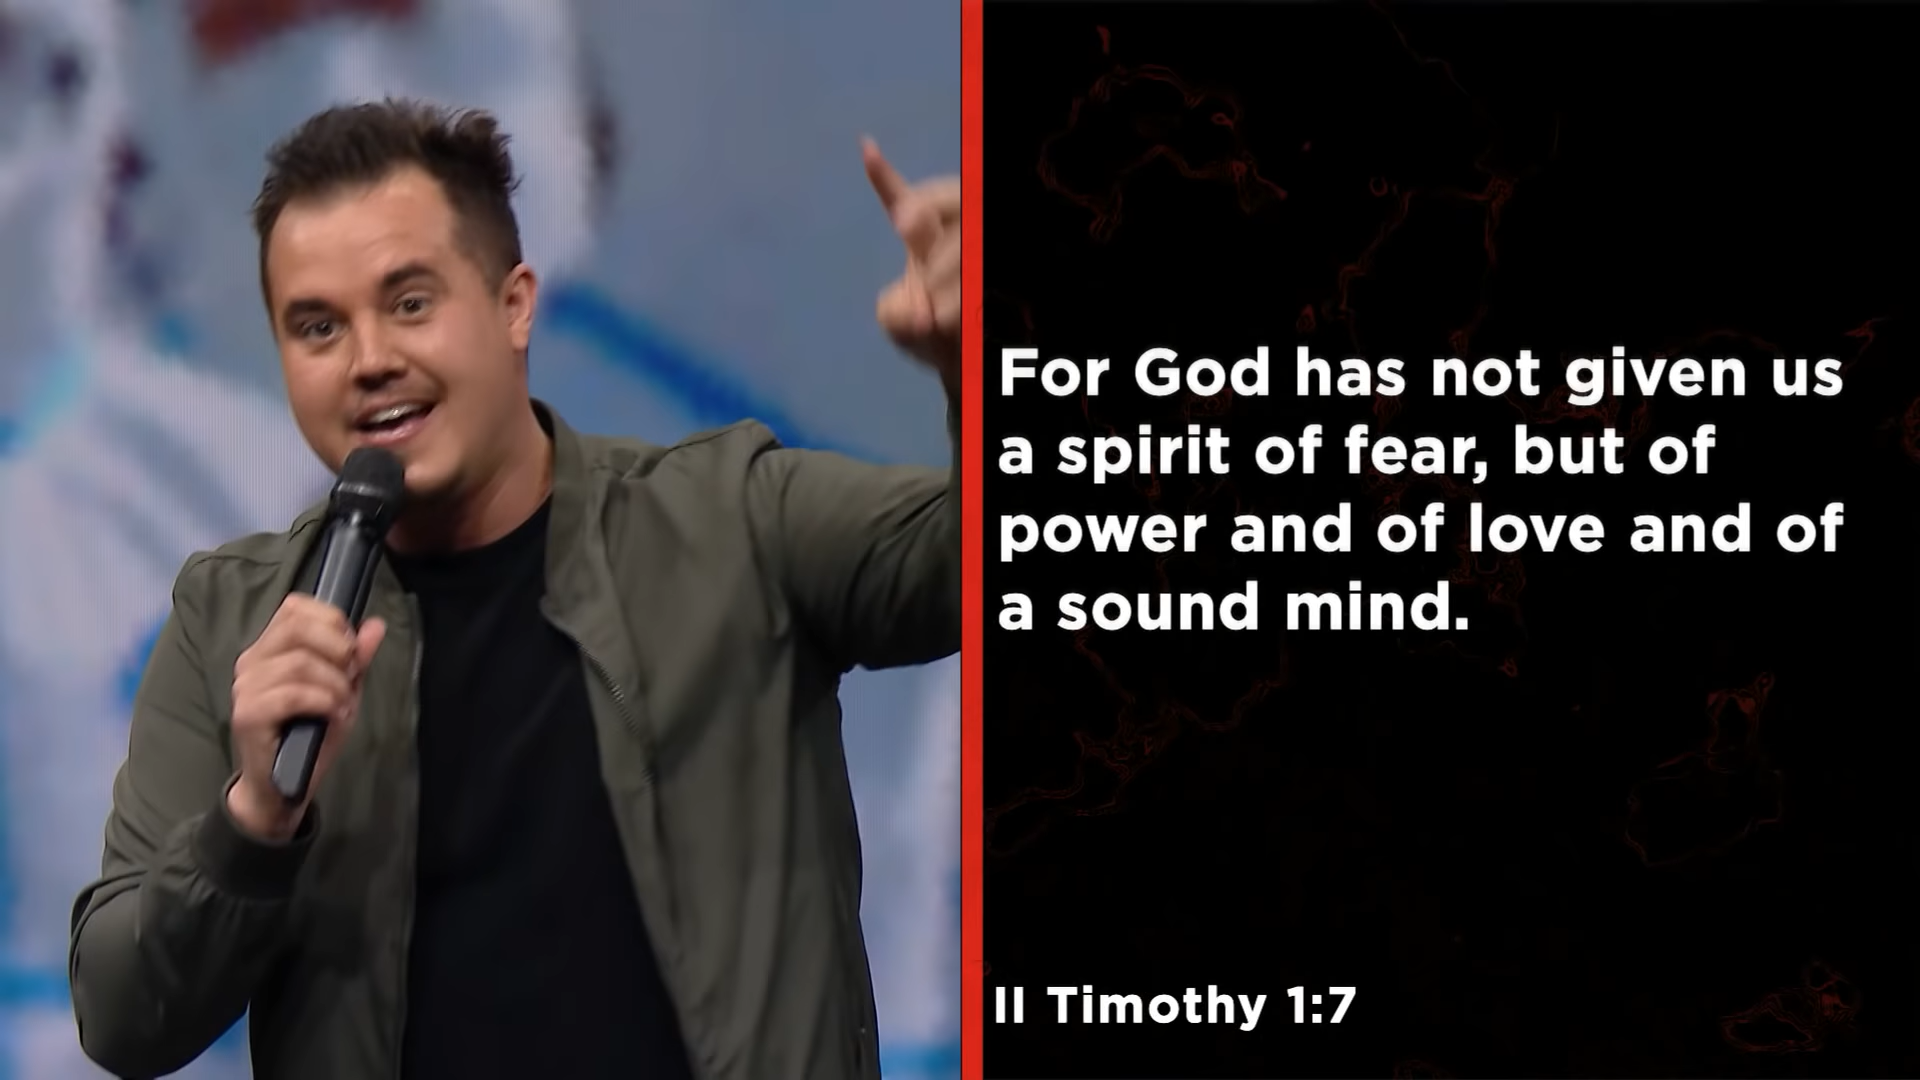 For God has not given us
a spirit of fear, but of
power and of love and of
a sound mind.
II Timothy 1:7